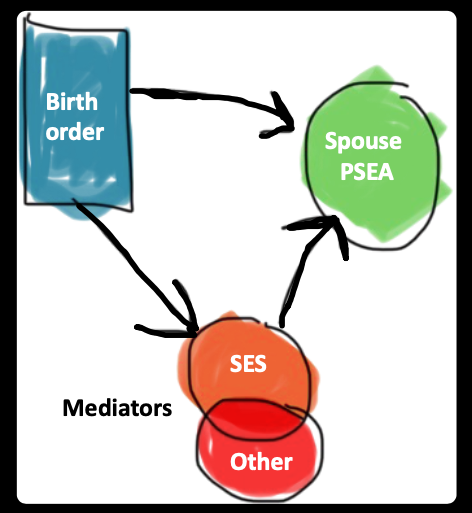 Birth
order
Spouse
PSEA
SES
Mediators
Other